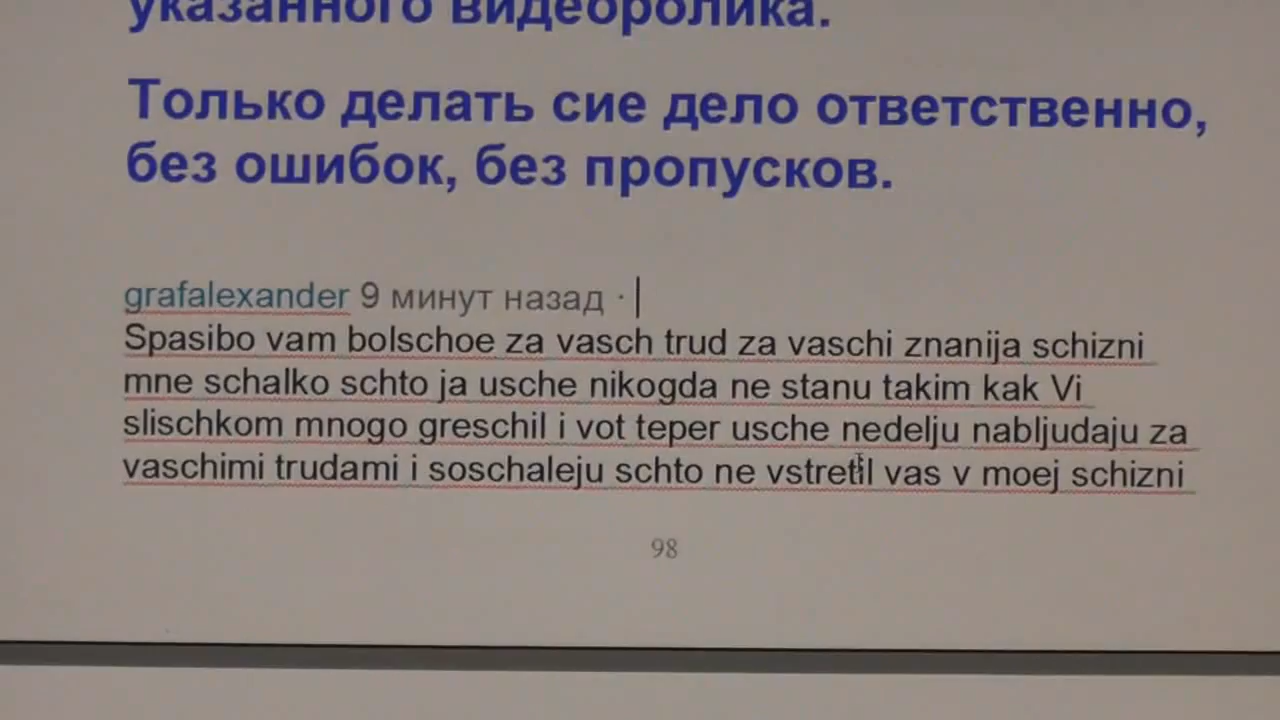 указанного видеоролика.
Только делать сие дело ответственно,
без ошибок, без пропусков.
grafalexander 9 минут назад ·
Spasibo vam bolschoe za vasch trud za vaschi znanija schizni
mne schalko schto ja usche nikogda ne stanu takim kak Vi
slischkom mnogo greschil i vot teper usche nedelju nabljudaju za
vaschimi trudami i soschaleju schto ne vstretil vas v moej schizni
98